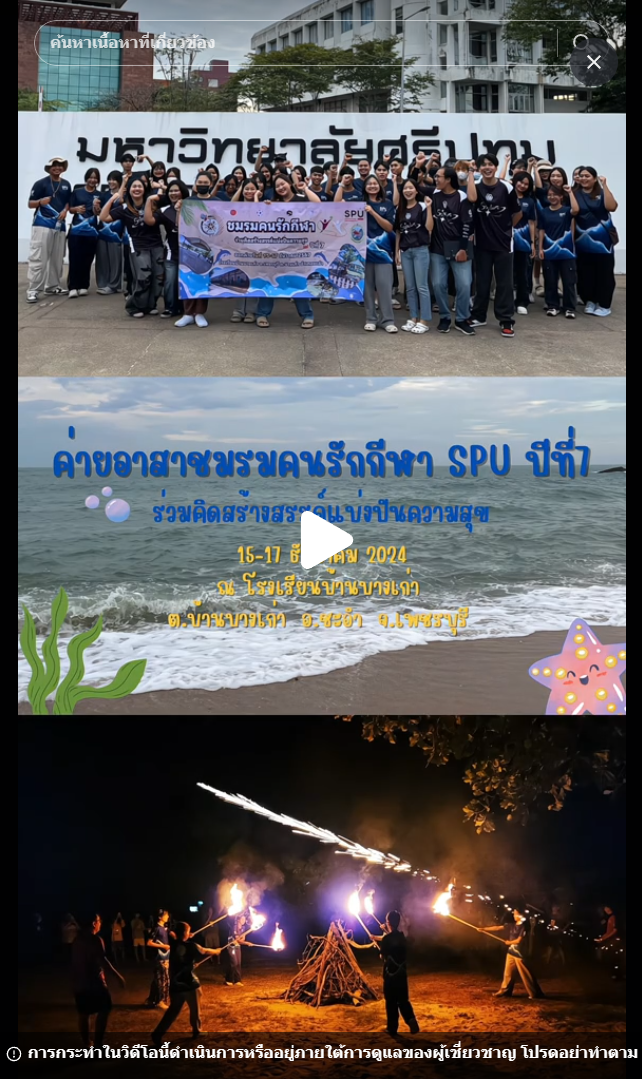 ค้นหาเนื้อหาที่เกี่ยวข้อง
มหาวิทยาลัยศรีปทุม
SPU
ชมรมคนรักกีฬา
ค่ายอาสาชมรมคนรักกีฬา SPU ปีที่7
ร่วมคิดสร้างสรรค์แบ่งปันความสุข
15-17 ธันวาคม 2024
ณ โรงเรียนบ้านบางเก่า
ต.บ้านบางเก่า อ.ชะอำ จ.เพชรบุรี
การกระทำในวิดีโอนี้ดำเนินการหรืออยู่ภายใต้การดูแลของผู้เชี่ยวชาญ โปรดอย่าทำตาม